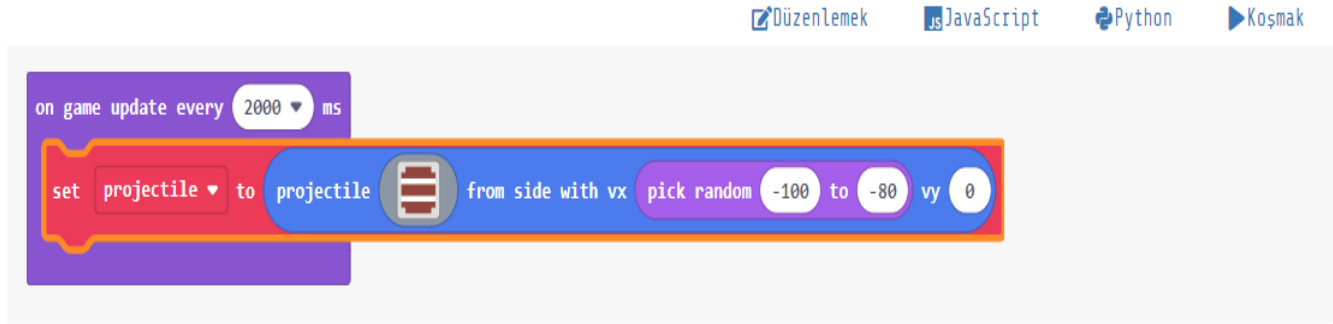 Düzenlemek JS JavaScript Python Koşmak
on game update every 2000 ms
set projectile to projectile from side with vx pick random -100 to -80 vy 0